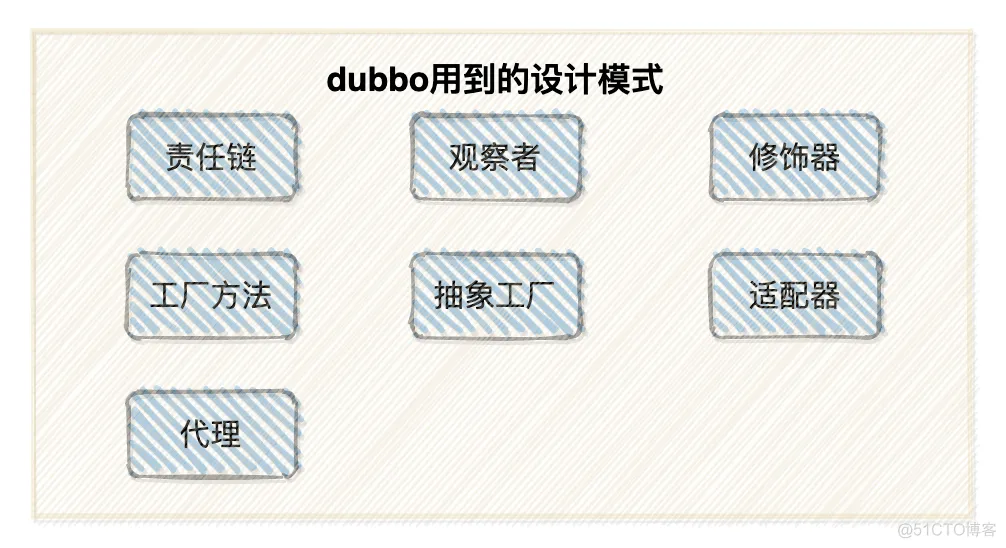 dubbo用到的设计模式
责任链 观察者 修饰器
工厂方法 抽象工厂 适配器
代理
@51CTO博客